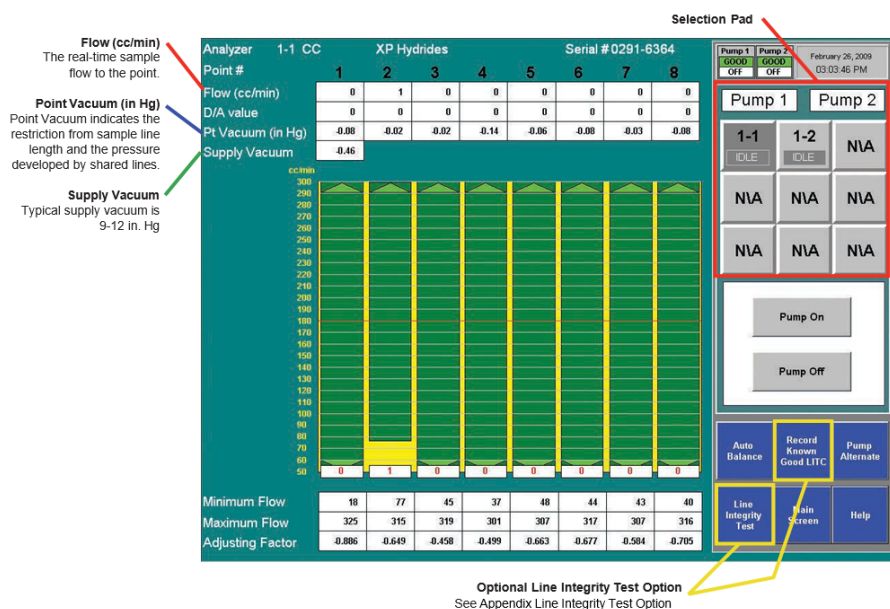 Selection Pad
Flow (cc/min)
The real-time sample
flow to the point.
Point Vacuum (in Hg)
Point Vacuum indicates the
restriction from sample line
length and the pressure
developed by shared lines.
Supply Vacuum
Typical supply vacuum is
9-12 in. Hg
Analyzer 1-1 CC XP Hydrides Serial # 0291-6364
Point # 1 2 3 4 5 6 7 8
Flow (cc/min) 0 1 0 0 0 0 0 0
D/A value 0 0 0 0 0 0 0 0
Pt Vacuum (in Hg) -0.08 -0.02 -0.02 -0.14 -0.06 -0.08 -0.03 -0.08
Supply Vacuum -0.46
cc/min
300
290
280
270
260
250
240
230
220
210
200
190
180
170
160
150
140
130
120
110
100
90
80
70
60
50
0 1 0 0 0 0 0 0
Minimum Flow 18 77 45 37 48 44 43 40
Maximum Flow 325 315 319 301 307 317 307 316
Adjusting Factor -0.886 -0.649 -0.458 -0.499 -0.663 -0.677 -0.584 -0.705
Pump 1 Pump 2
GOOD GOOD
OFF OFF
February 26, 2009
03:03:46 PM
Pump 1 Pump 2
1-1 1-2 N\A
IDLE IDLE
N\A N\A N\A
N\A N\A N\A
Pump On
Pump Off
Auto
Balance
Record
Known
Good LITC
Pump
Alternate
Line
Integrity
Test
Main
Screen
Help
Optional Line Integrity Test Option
See Appendix Line Integrity Test Option